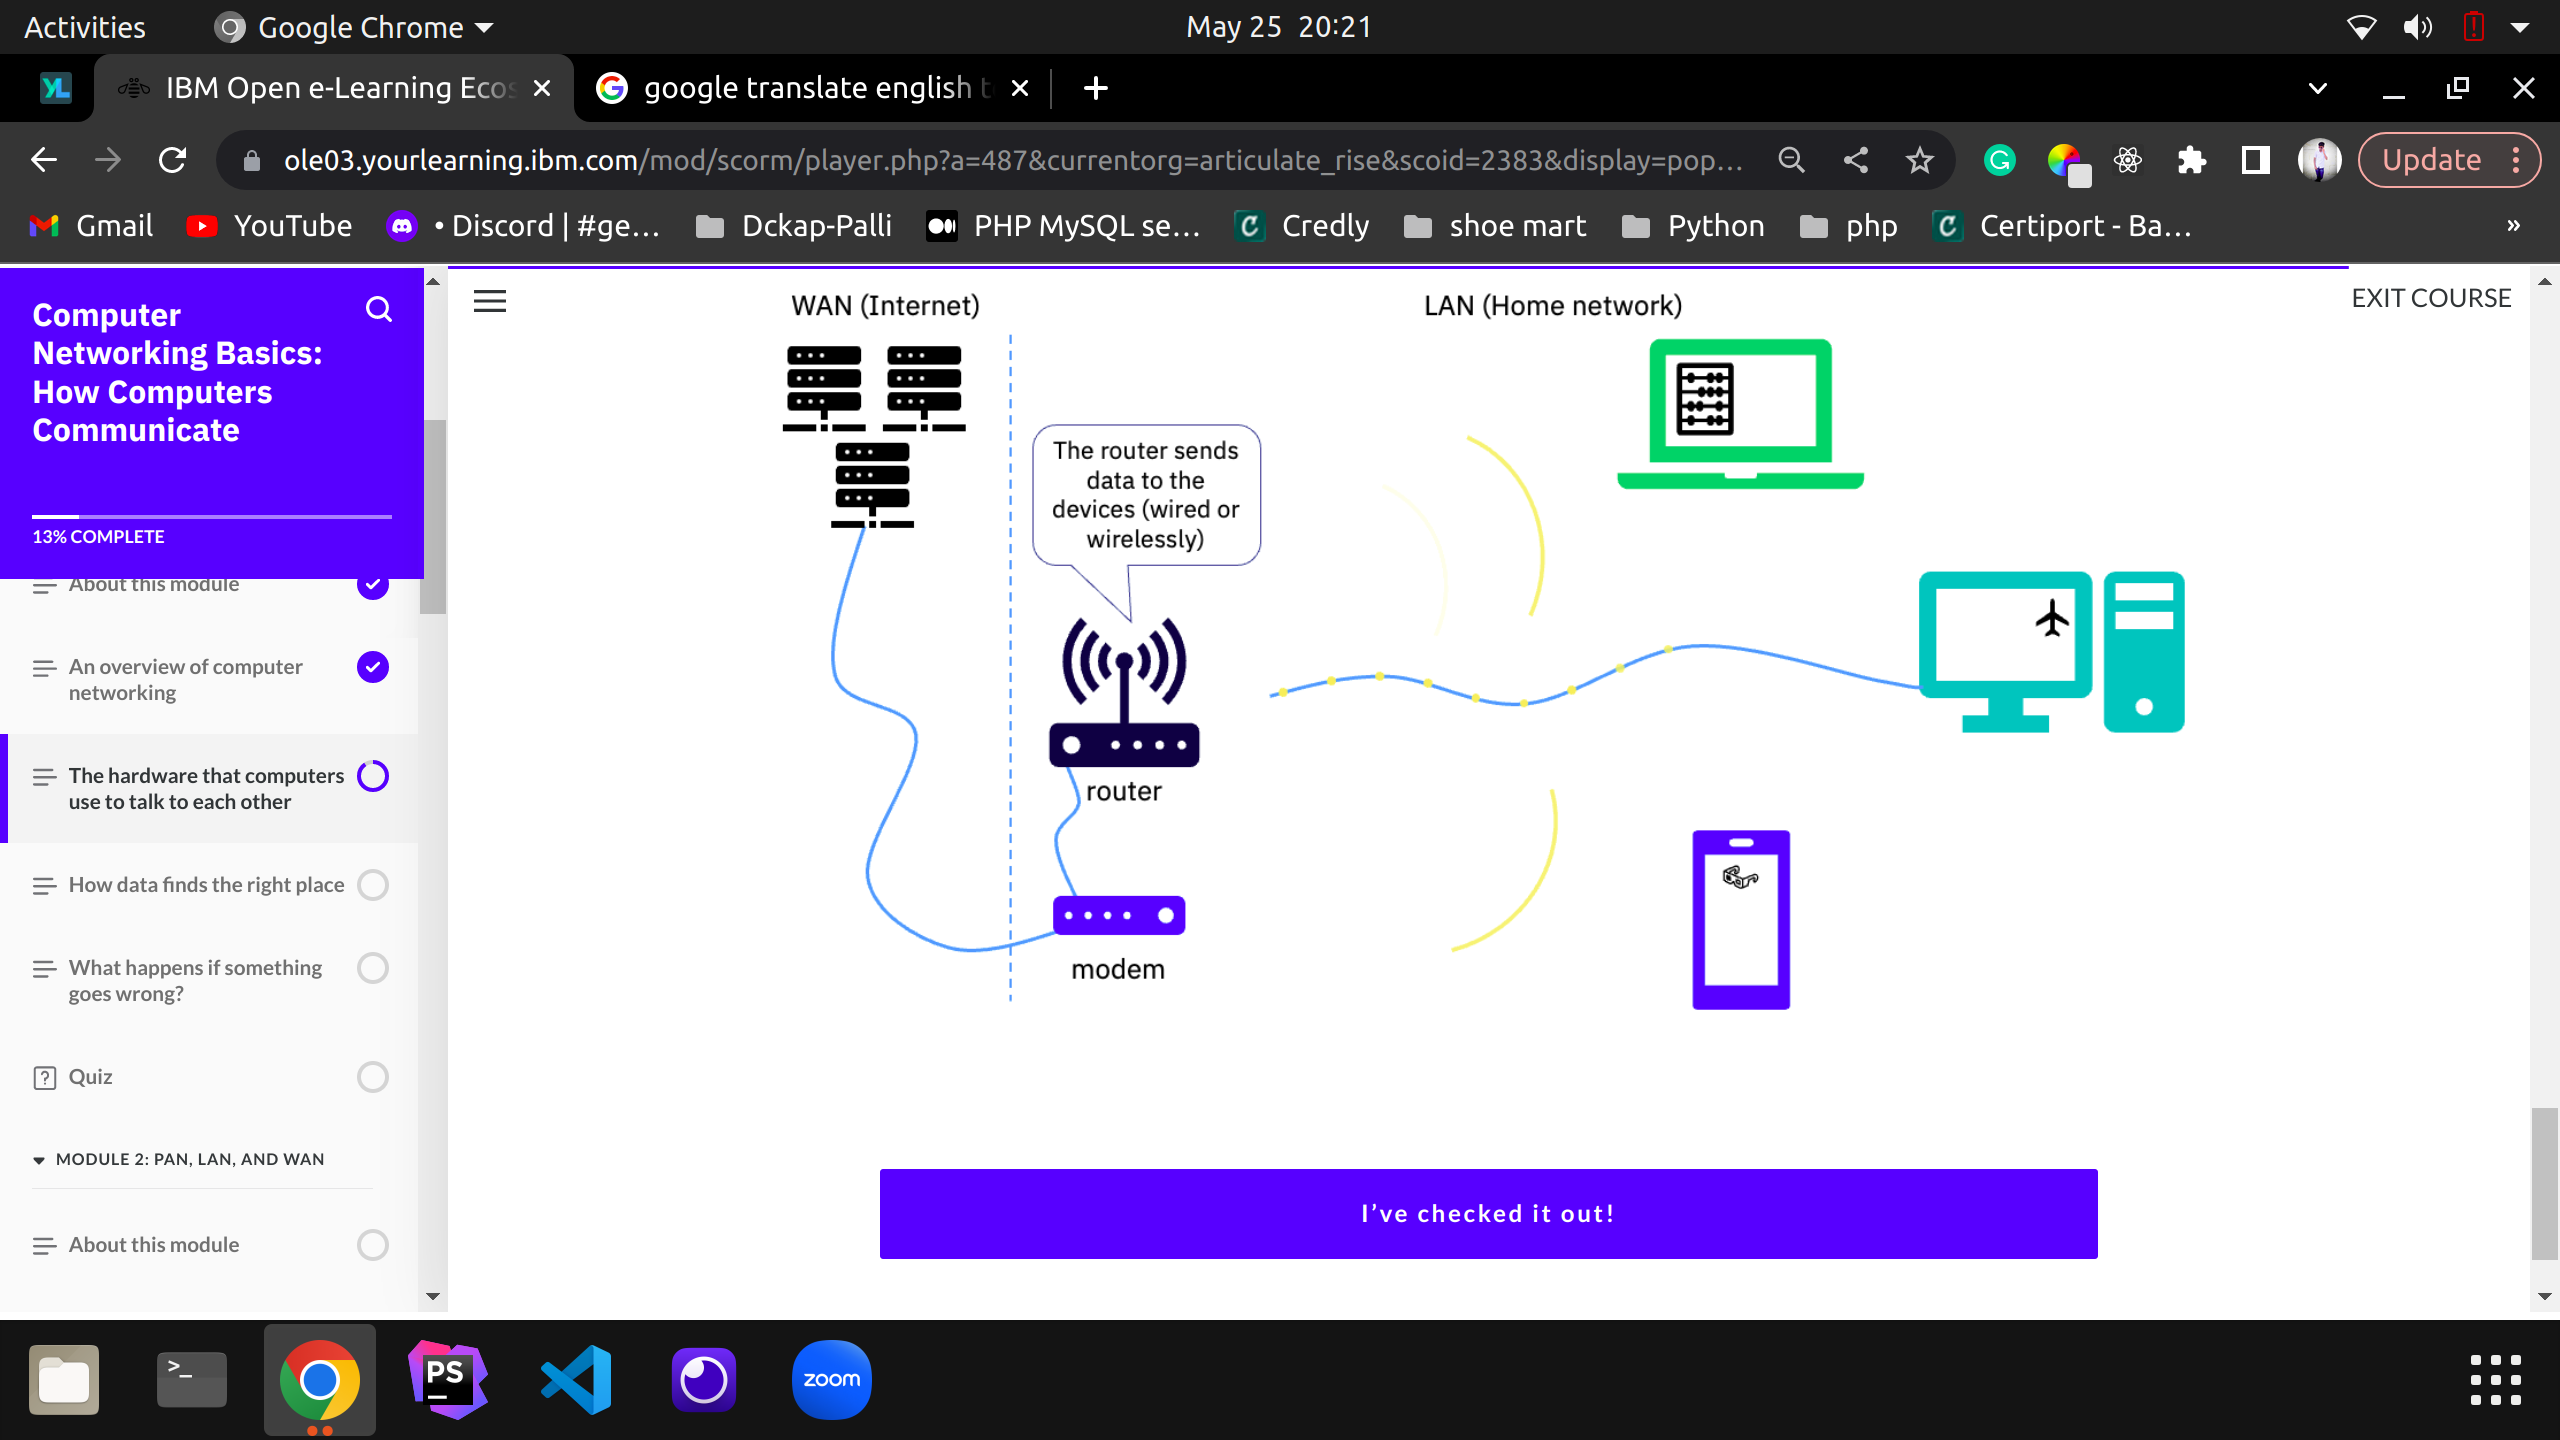 Activities
Google Chrome
May 25 20:21
IBM Open e-Learning Ecos
google translate english t
ole03.yourlearning.ibm.com/mod/scorm/player.php?a=487&currentorg=articulate_rise&scoid=2383&display=pop...
Update
Gmail
YouTube
• Discord | #ge...
Dckap-Palli
PHP MySQL se...
Credly
shoe mart
Python
php
Certiport - Ba...
»
Computer
Networking Basics:
How Computers
Communicate
13% COMPLETE
About this module
An overview of computer
networking
The hardware that computers
use to talk to each other
How data finds the right place
What happens if something
goes wrong?
Quiz
MODULE 2: PAN, LAN, AND WAN
About this module
EXIT COURSE
WAN (Internet)
LAN (Home network)
The router sends
data to the
devices (wired or
wirelessly)
router
modem
I've checked it out!
PS
zoom